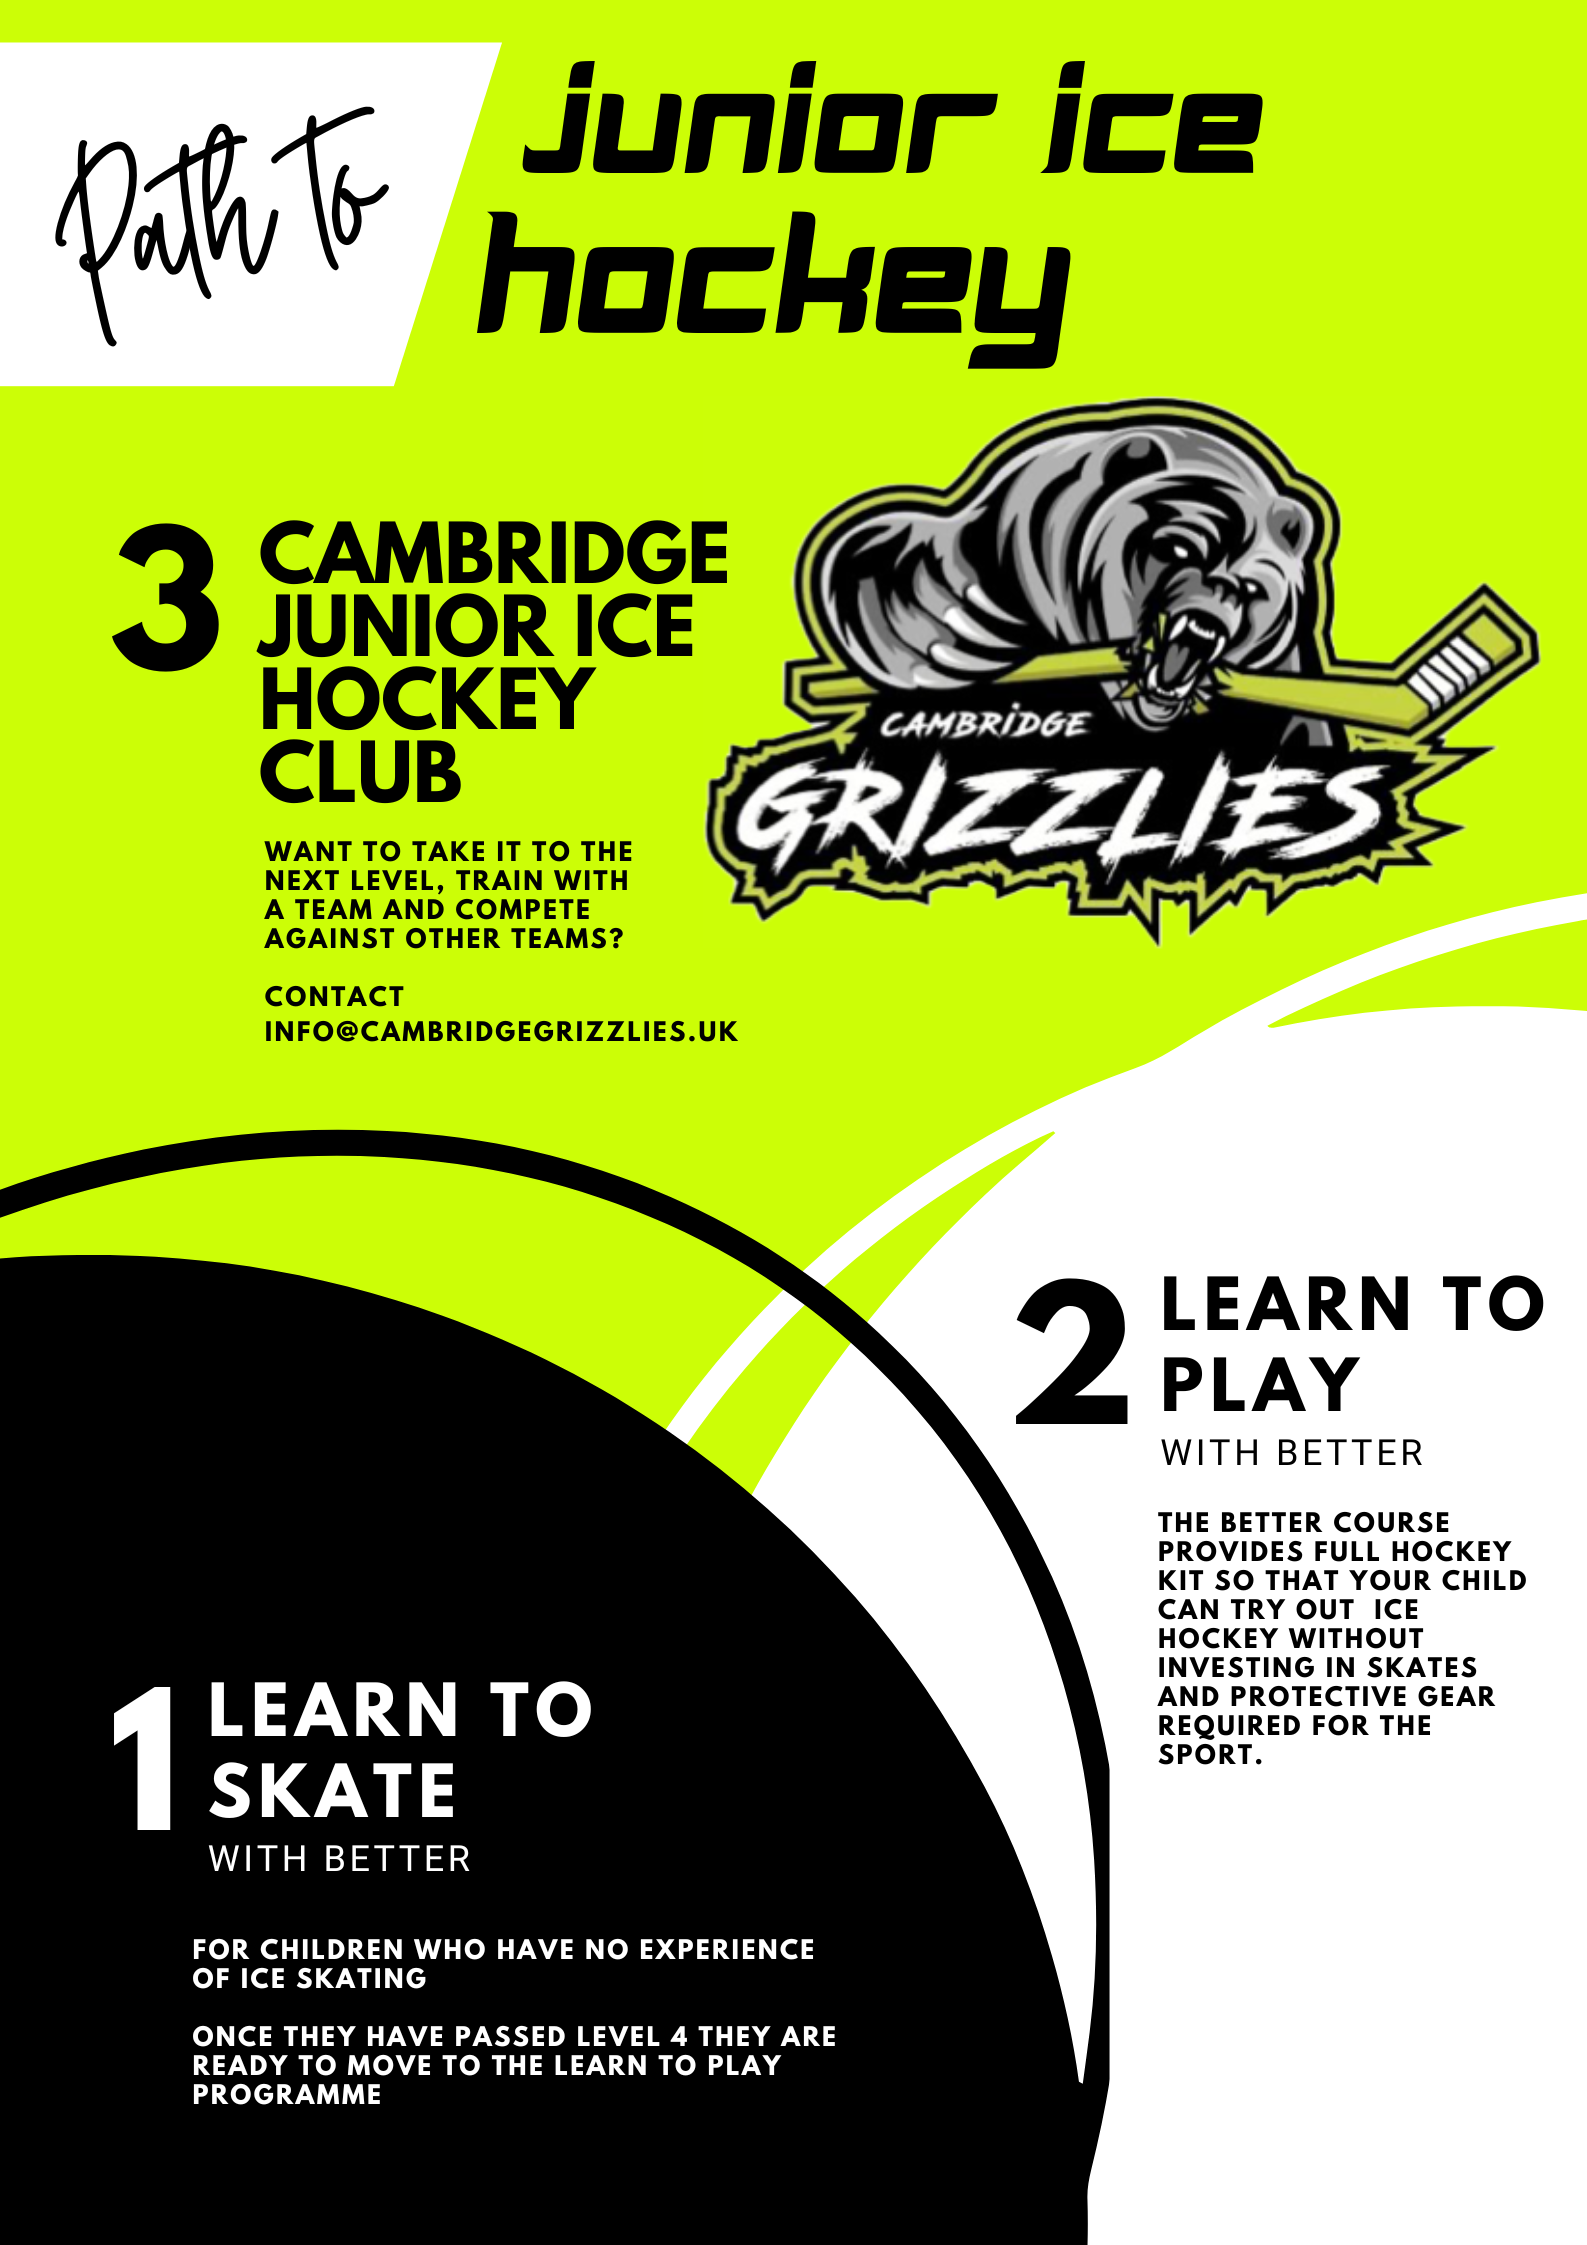 Path to
junior ice
hockey
3
CAMBRIDGE
JUNIOR ICE
HOCKEY
CLUB
WANT TO TAKE IT TO THE
NEXT LEVEL, TRAIN WITH
A TEAM AND COMPETE
AGAINST OTHER TEAMS?
CONTACT
INFO@CAMBRIDGEGRIZZLIES.UK
CAMBRIDGE
GRIZZLIES
2
LEARN TO
PLAY
WITH BETTER
THE BETTER COURSE
PROVIDES FULL HOCKEY
KIT SO THAT YOUR CHILD
CAN TRY OUT  ICE
HOCKEY WITHOUT
INVESTING IN SKATES
AND PROTECTIVE GEAR
REQUIRED FOR THE
SPORT.
1
LEARN TO
SKATE
WITH BETTER
FOR CHILDREN WHO HAVE NO EXPERIENCE
OF ICE SKATING
ONCE THEY HAVE PASSED LEVEL 4 THEY ARE
READY TO MOVE TO THE LEARN TO PLAY
PROGRAMME